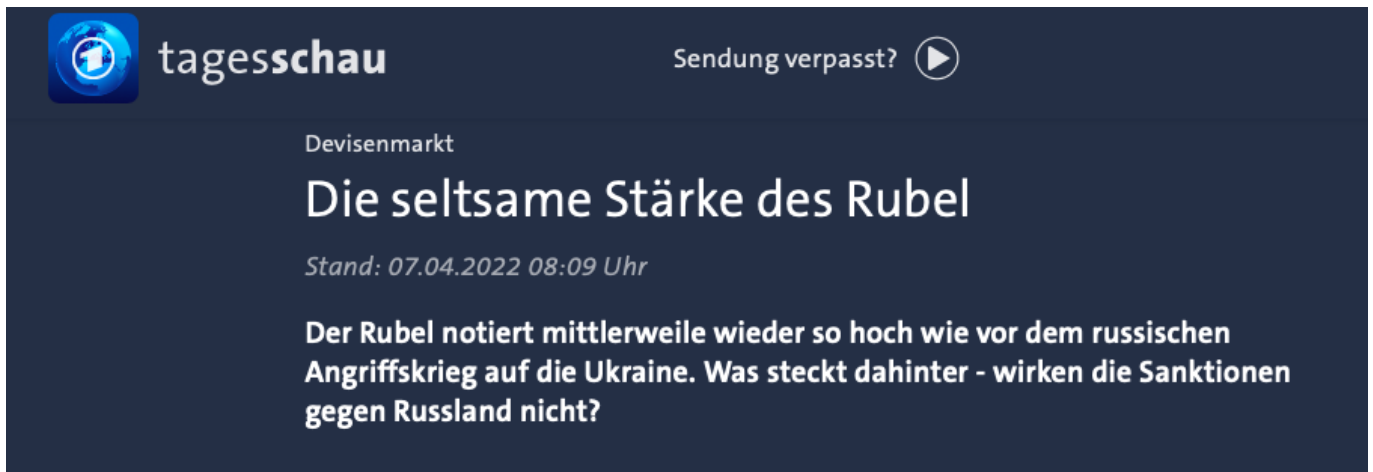 tagesschau
Sendung verpasst?
Devisenmarkt
Die seltsame Stärke des Rubel
Stand: 07.04.2022 08:09 Uhr
Der Rubel notiert mittlerweile wieder so hoch wie vor dem russischen
Angriffskrieg auf die Ukraine. Was steckt dahinter - wirken die Sanktionen
gegen Russland nicht?